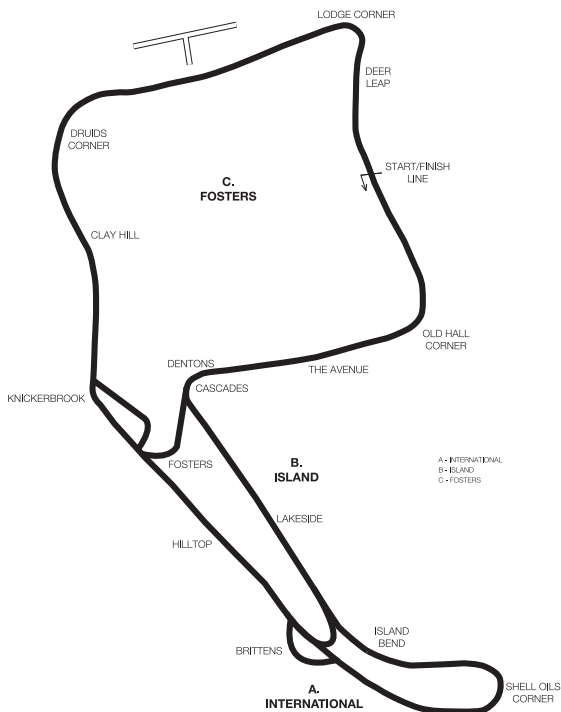 LODGE CORNER
DEER
LEAP
DRUIDS
CORNER
START/FINISH
LINE
C.
FOSTERS
CLAY HILL
OLD HALL
CORNER
DENTONS
THE AVENUE
CASCADES
KNICKERBROOK
FOSTERS
B.
ISLAND
A - INTERNATIONAL
B - ISLAND
C - FOSTERS
LAKESIDE
HILLTOP
ISLAND
BEND
BRITTENS
SHELL OILS
CORNER
A.
INTERNATIONAL